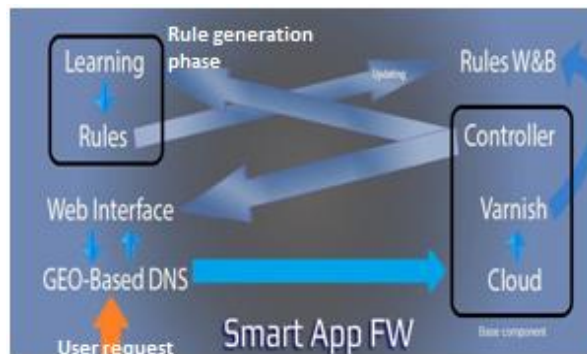 Rule generation
phase
Learning
Updating
Rules W&B
Rules
Controller
Web Interface
Varnish
GEO-Based DNS
Cloud
Smart App FW
Base component
User request